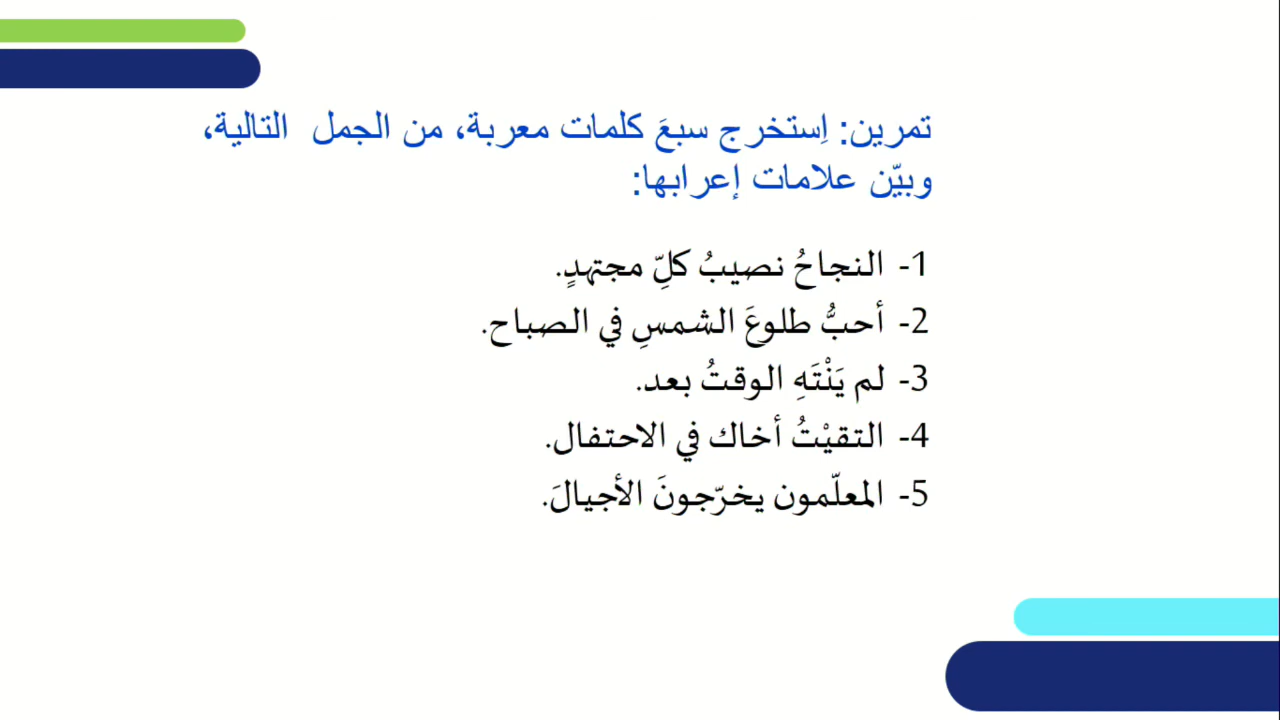 تمرين: اِستخرج سبعَ كلمات معربة، من الجمل التالية،
وبيّن علامات إعرابها:
1- النجاحُ نصيبُ كلِّ مجتهدٍ.
2- أحبُّ طلوعَ الشمسِ في الصباح.
3- لم يَنْتَهِ الوقتُ بعد.
4- التقيْتُ أخاك في الاحتفال.
5- المعلّمون يخرّجونَ الأجيالَ.